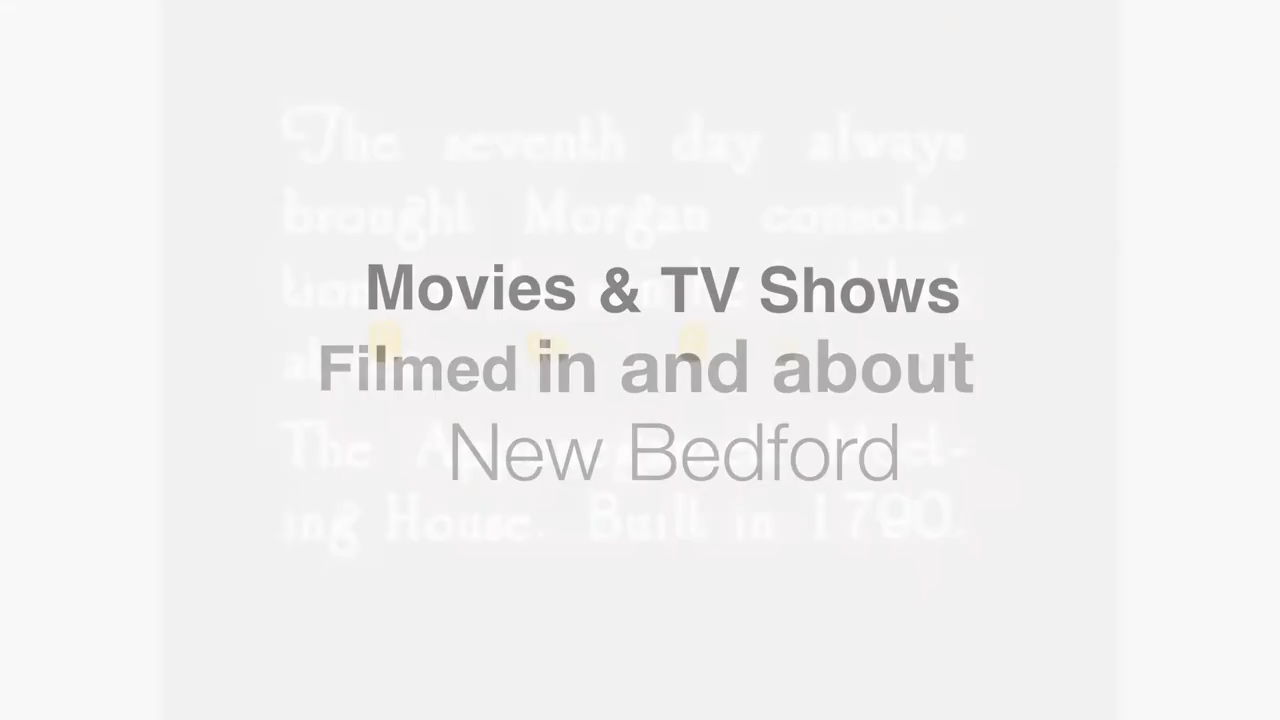 The seventh day always
brought Morgan consola-
Movies & TV Shows
Filmed in and about
New Bedford
The
ing House. Built in 1790.